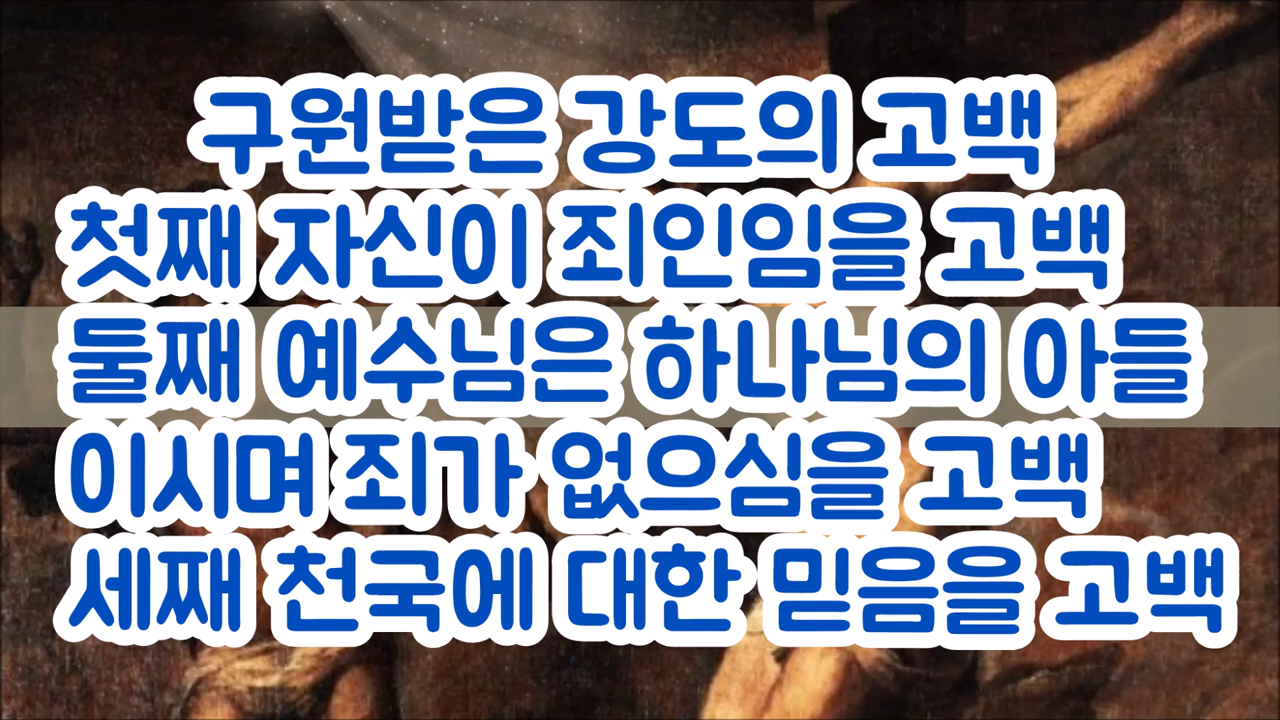 구원받은 강도의 고백
첫째 자신이 죄인임을 고백
둘째 예수님은 하나님의 아들
이시며 죄가 없으심을 고백
세째 천국에 대한 믿음을 고백